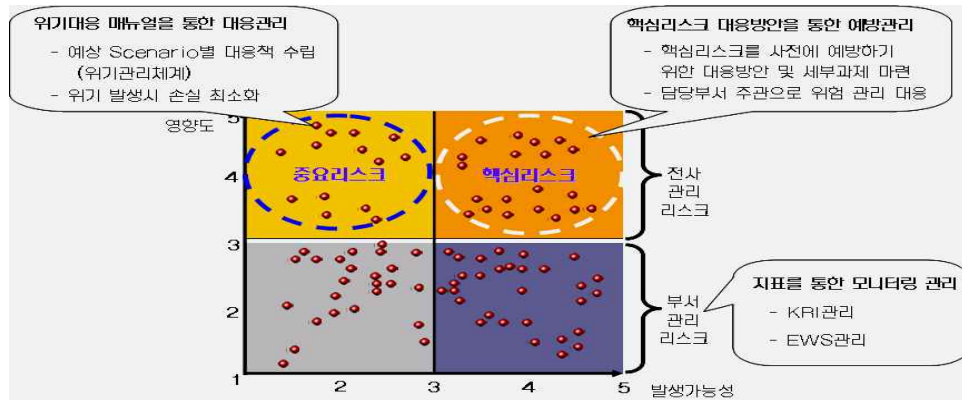 위기대응 매뉴얼을 통한 대응관리
- 예상 Scenario별 대응책 수립
(위기관리체계)
- 위기 발생시 손실 최소화
핵심리스크 대응방안을 통한 예방관리
- 핵심리스크를 사전에 예방하기
위한 대응방안 및 세부과제 마련
- 담당부서 주관으로 위험 관리 대응
영향도
5
4
3
2
1
중요리스크
핵심리스크
전사
관리
리스크
부서
관리
리스크
지표를 통한 모니터링 관리
- KRI관리
- EWS관리
2
3
4
5
발생가능성